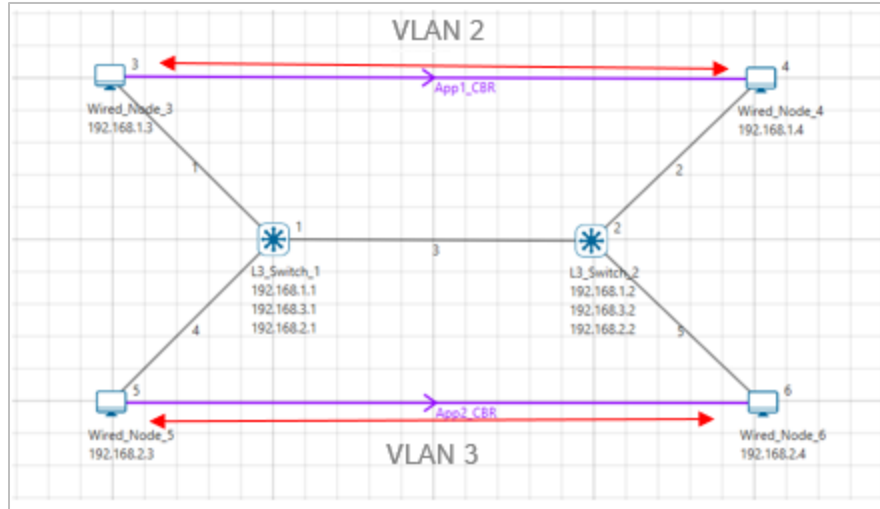 VLAN 2
3
4
App1_CBR
Wired_Node_3
192.168.1.3
Wired_Node_4
192.168.1.4
1
2
1
2
3
L3_Switch_1
192.168.1.1
192.168.3.1
192.168.2.1
L3_Switch_2
192.168.1.2
192.168.3.2
192.168.2.2
4
5
5
6
App2_CBR
Wired_Node_5
192.168.2.3
Wired_Node_6
192.168.2.4
VLAN 3